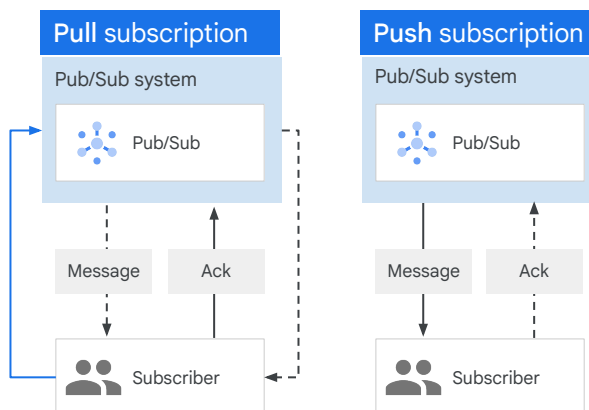 Pull subscription
Pub/Sub system
Pub/Sub
Message
Ack
Subscriber
Push subscription
Pub/Sub system
Pub/Sub
Message
Ack
Subscriber